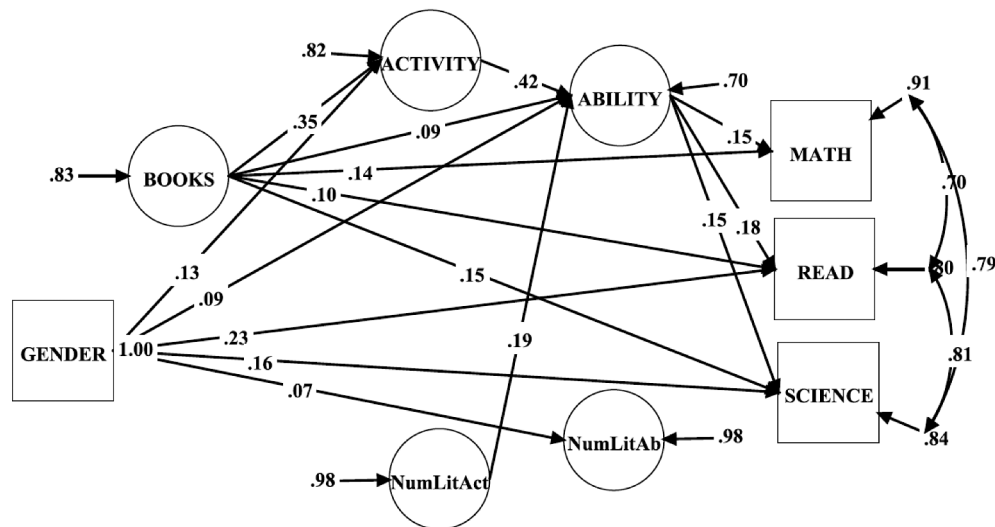 .82
ACTIVITY
.42
ABILITY
.70
.91
.35
.09
.15
MATH
.83
BOOKS
.14
.70
.10
.15
.18
.13
.15
READ
.79
.09
.23
.19
GENDER
1.00
.16
.81
.07
SCIENCE
NumLitAb
.98
.84
.98
NumLitAct